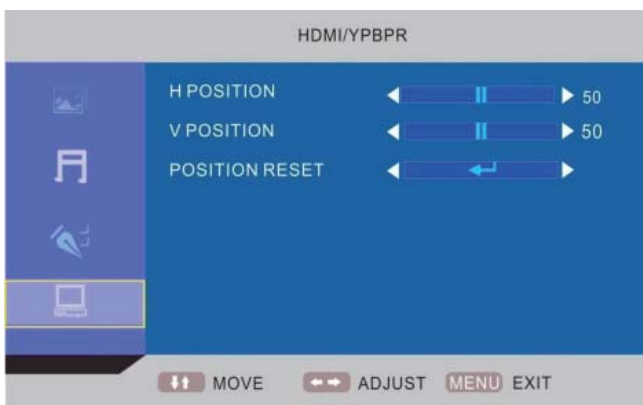 HDMI/YPBPR
H POSITION 50
V POSITION 50
POSITION RESET
MOVE ADJUST MENU EXIT